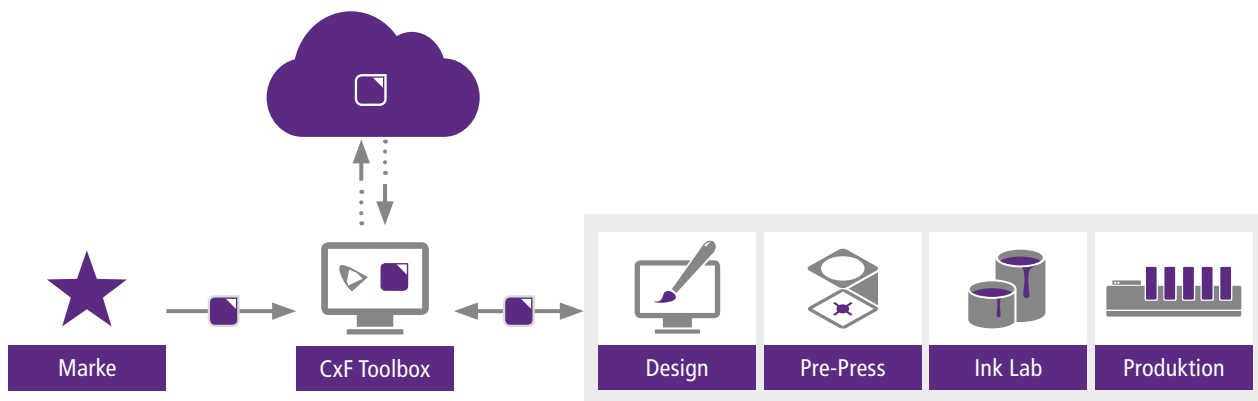 Marke
CxF Toolbox
Design
Pre-Press
Ink Lab
Produktion